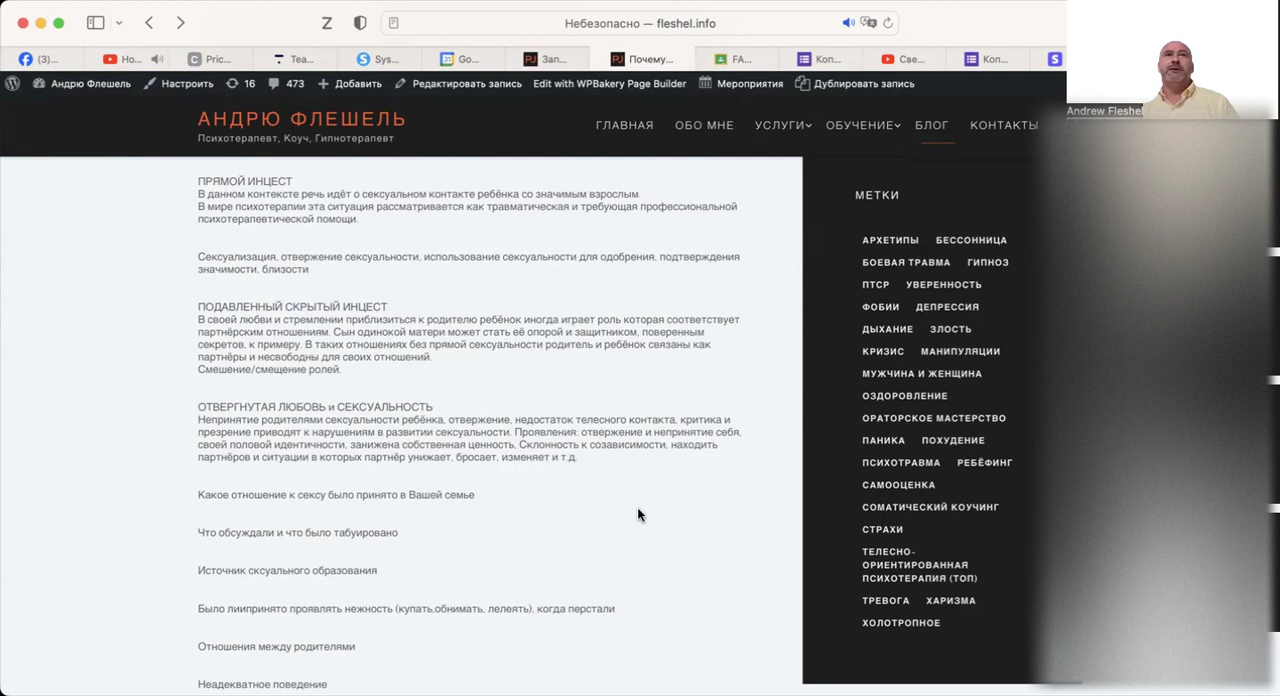 Небезопасно — fleshel.info
(3)...
Ho...
Pric...
Tea...
Sys...
Go...
Зап...
Почему...
FA...
Коп...
Све...
Коп...
Андрю Флешель
Настроить
16
473
Добавить
Редактировать запись
Edit with WPBakery Page Builder
Мероприятия
Дублировать запись
Andrew Fleshel
АНДРЮ ФЛЕШЕЛЬ
Психотерапевт, Коуч, Гипнотерапевт
ГЛАВНАЯ
ОБО МНЕ
УСЛУГИ
ОБУЧЕНИЕ
БЛОГ
КОНТАКТЫ
ПРЯМОЙ ИНЦЕСТ
В данном контексте речь идёт о сексуальном контакте ребёнка со значимым взрослым.
В мире психотерапии эта ситуация рассматривается как травматическая и требующая профессиональной
психотерапевтической помощи.
Сексуализация, отвержение сексуальности, использование сексуальности для одобрения, подтверждения
значимости, близости
ПОДАВЛЕННЫЙ СКРЫТЫЙ ИНЦЕСТ
В своей любви и стремлении приблизиться к родителю ребёнок иногда играет роль которая соответствует
партнёрским отношениям. Сын одинокой матери может стать её опорой и защитником, поверенным
секретов, к примеру. В таких отношениях без прямой сексуальности родитель и ребёнок связаны как
партнёры и несвободны для своих отношений.
Смешение/смещение ролей.
ОТВЕРГНУТАЯ ЛЮБОВЬ и СЕКСУАЛЬНОСТЬ
Непринятие родителями сексуальности ребёнка, отвержение, недостаток телесного контакта, критика и
презрение приводят к нарушениям в развитии сексуальности. Проявления: отвержение и непринятие себя,
своей половой идентичности, занижена собственная ценность, Склонность к созависимости, находить
партнёров и ситуации в которых партнёр унижает, бросает, изменяет и т.д.
Какое отношение к сексу было принято в Вашей семье
Что обсуждали и что было табуировано
Источник сксуального образования
Было лиипринято проявлять нежность (купать,обнимать, лелеять), когда перстали
Отношения между родителями
Неадекватное поведение
МЕТКИ
АРХЕТИПЫ БЕССОННИЦА
БОЕВАЯ ТРАВМА ГИПНОЗ
ПТСР УВЕРЕННОСТЬ
ФОБИИ ДЕПРЕССИЯ
ДЫХАНИЕ ЗЛОСТЬ
КРИЗИС МАНИПУЛЯЦИИ
МУЖЧИНА И ЖЕНЩИНА
ОЗДОРОВЛЕНИЕ
ОРАТОРСКОЕ МАСТЕРСТВО
ПАНИКА ПОХУДЕНИЕ
ПСИХОТРАВМА РЕБЁФИНГ
САМООЦЕНКА
СОМАТИЧЕСКИЙ КОУЧИНГ
СТРАХИ
ТЕЛЕСНО-
ОРИЕНТИРОВАННАЯ
ПСИХОТЕРАПИЯ (ТОП)
ТРЕВОГА ХАРИЗМА
ХОЛОТРОПНОЕ